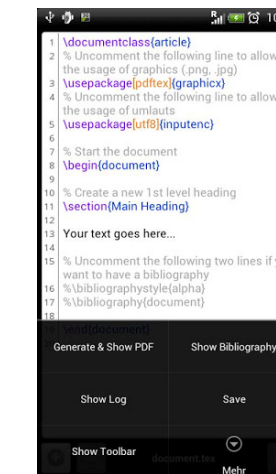 R
10
1 \documentclass{article}
2 % Uncomment the following line to allow
the usage of graphics (.png, .jpg)
3 \usepackage[pdftex]{graphicx}
4 % Uncomment the following line to allow
the usage of umlauts
5 \usepackage[utf8]{inputenc}
6
7 % Start the document
8 \begin{document}
9
10 % Create a new 1st level heading
11 \section{Main Heading}
12
13 Your text goes here...
14
15 % Uncomment the following two lines if
want to have a bibliography
16 %\bibliographystyle{alpha}
17 %\bibliography{document}
18
\end{document}
Generate & Show PDF Show Bibliography
Show Log Save
Show Toolbar Mehr
document.tex